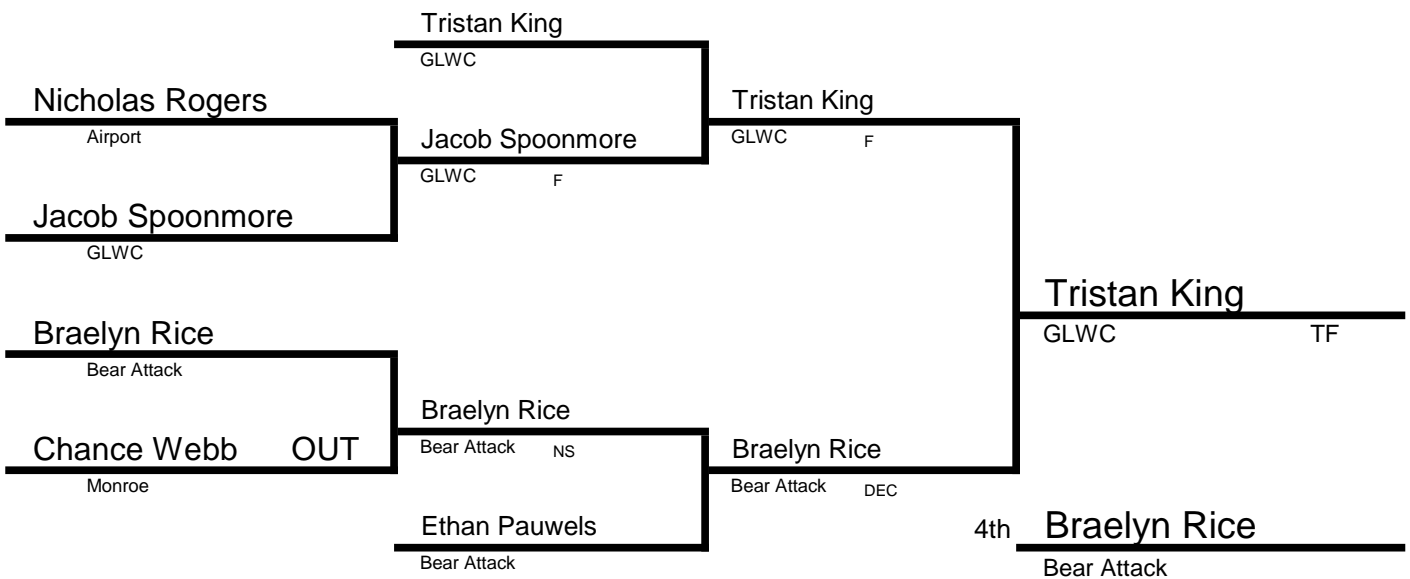 Tristan King
GLWC
Nicholas Rogers
Airport
Tristan King
GLWC F
Jacob Spoonmore
GLWC F
Jacob Spoonmore
GLWC
Tristan King
GLWC TF
Braelyn Rice
Bear Attack
Braelyn Rice
Bear Attack NS
Chance Webb OUT
Monroe
Braelyn Rice
Bear Attack DEC
Ethan Pauwels
Bear Attack
4th Braelyn Rice
Bear Attack